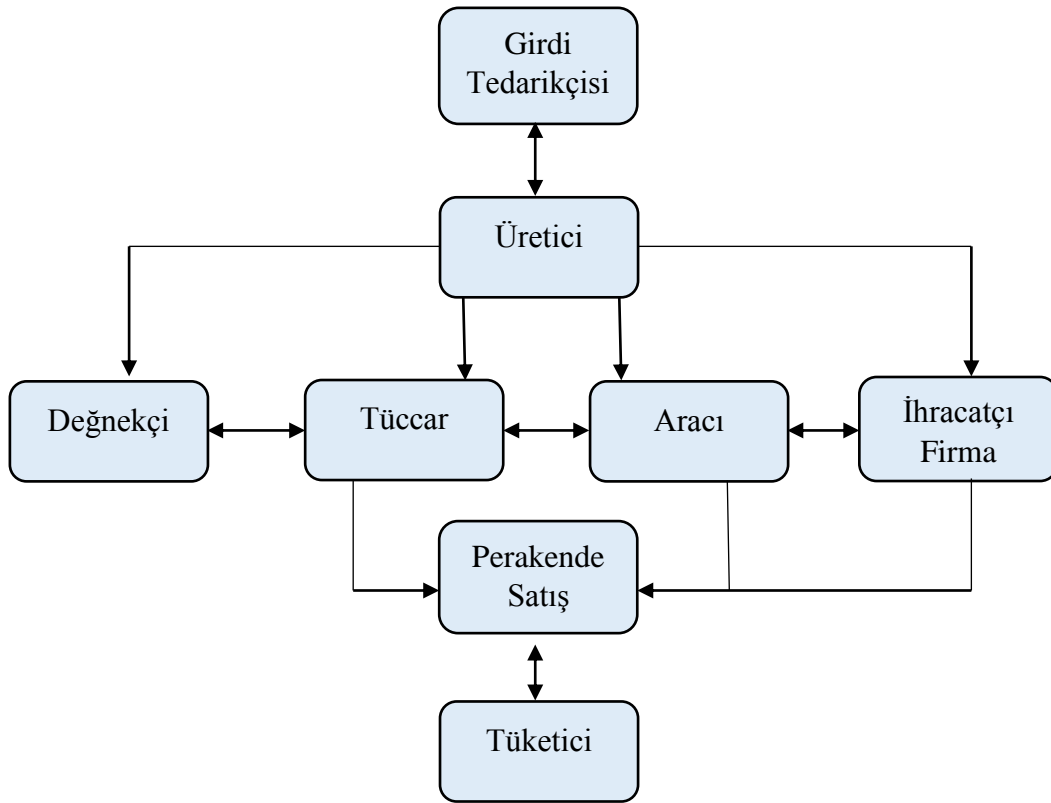 Girdi
Tedarikçisi
Üretici
Değnekçi
Tüccar
Aracı
İhracatçı
Firma
Perakende
Satış
Tüketici